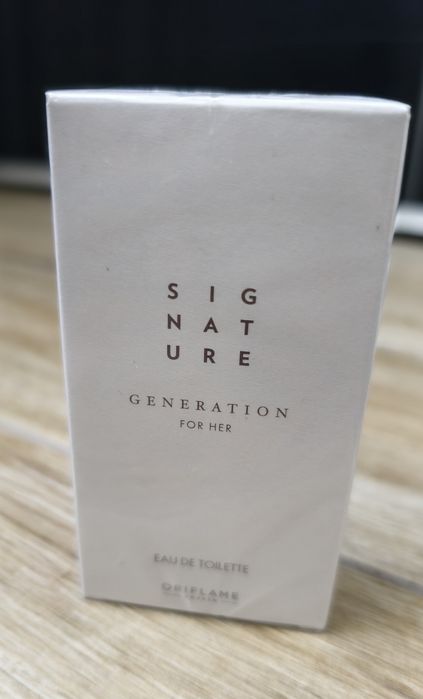 SIG
NAT
URE
GENERATION
FOR HER
EAU DE TOILETTE
ORIFLAME